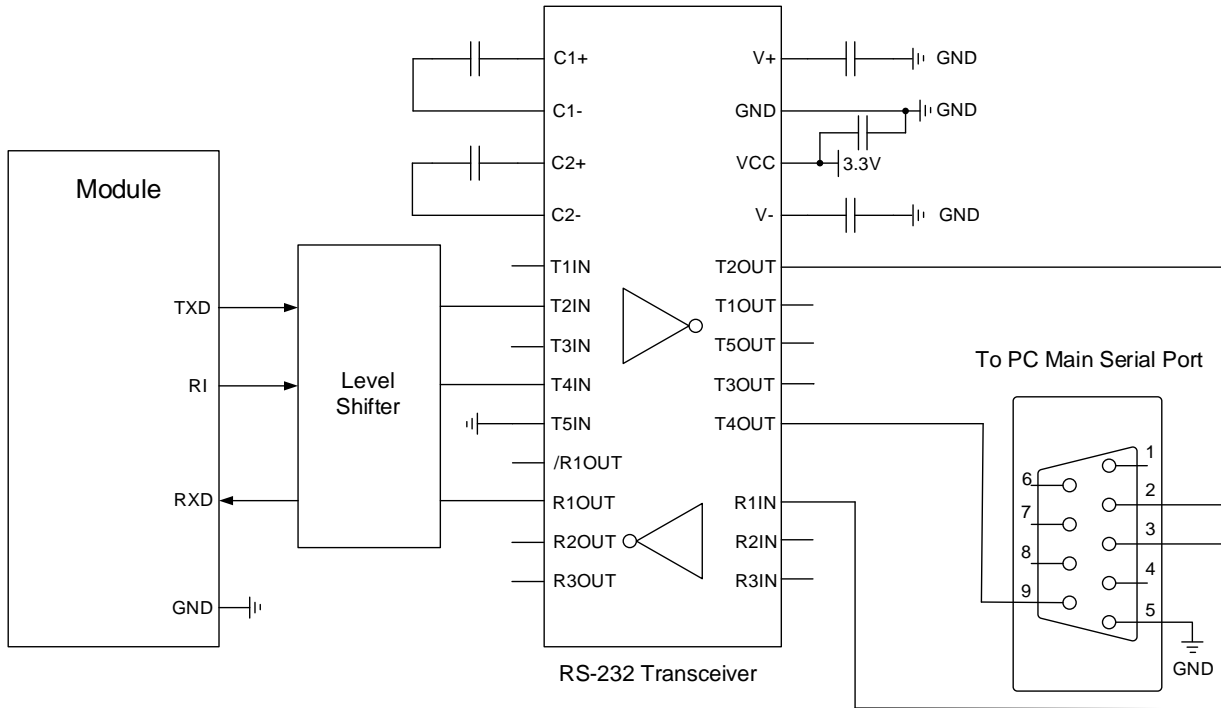 Module
TXD
RI
RXD
GND
Level
Shifter
C1+
C1-
C2+
C2-
T1IN
T2IN
T3IN
T4IN
T5IN
/R1OUT
R1OUT
R2OUT
R3OUT
V+
GND
VCC
V-
T2OUT
T1OUT
T5OUT
T3OUT
T4OUT
R1IN
R2IN
R3IN
RS-232 Transceiver
GND
GND
3.3V
GND
To PC Main Serial Port
6
7
8
9
1
2
3
4
5
GND